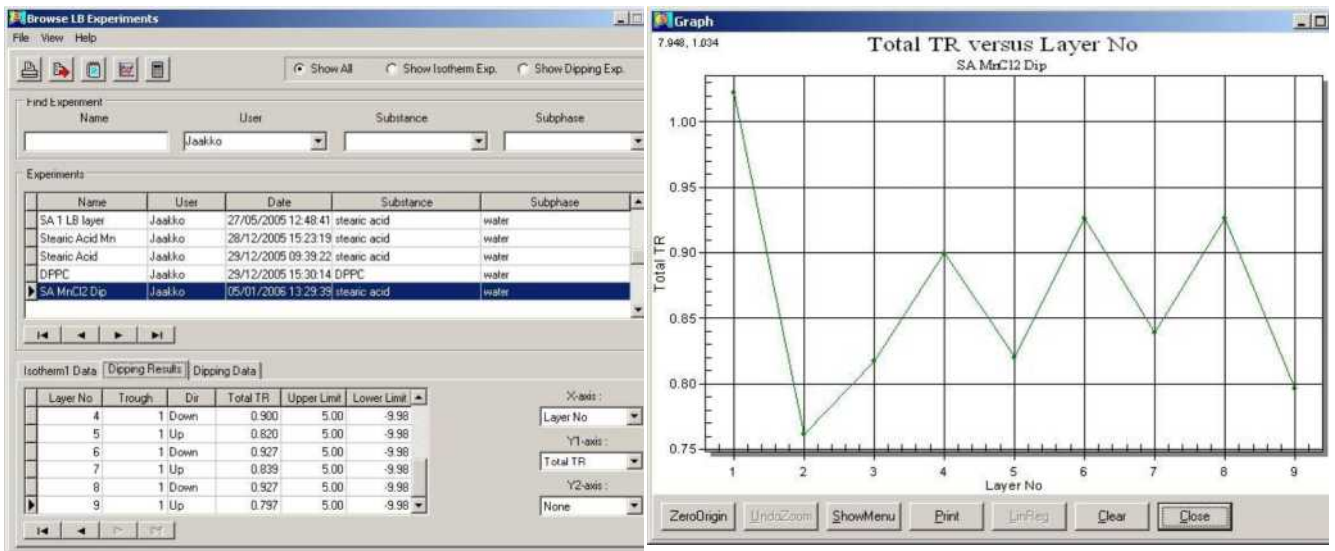 Browse LB Experiments
File View Help
Show All Show Isotherm Exp. Show Dipping Exp.
Find Experiment
Name User Substance Subphase
Jaakko
Experiments
Name User Date Substance Subphase
SA 1 LB layer Jaakko 27/05/2005 12:48:41 stearic acid water
Stearic Acid Mn Jaakko 28/12/2005 15:23:19 stearic acid water
Stearic Acid Jaakko 29/12/2005 09:39:22 stearic acid water
DPPC Jaakko 29/12/2005 15:30:14 DPPC water
SA MnCl2 Dip Jaakko 05/01/2006 13:29:39 stearic acid water
Isotherm1 Data Dipping Results Dipping Data
Layer No Trough Dir Total TR Upper Limit Lower Limit
4 1 Down 0.900 5.00 -9.98
5 1 Up 0.820 5.00 -9.98
6 1 Down 0.927 5.00 -9.98
7 1 Up 0.839 5.00 -9.98
8 1 Down 0.927 5.00 -9.98
9 1 Up 0.797 5.00 -9.98
X-axis :
Layer No
Y1-axis :
Total TR
Y2-axis :
None
Graph
7.948, 1.034
Total TR versus Layer No
SA MnCl2 Dip
Total TR
1.00
0.95
0.90
0.85
0.80
0.75
1 2 3 4 5 6 7 8 9
Layer No
ZeroOrigin UndoZoom ShowMenu Print LinReg Clear Close